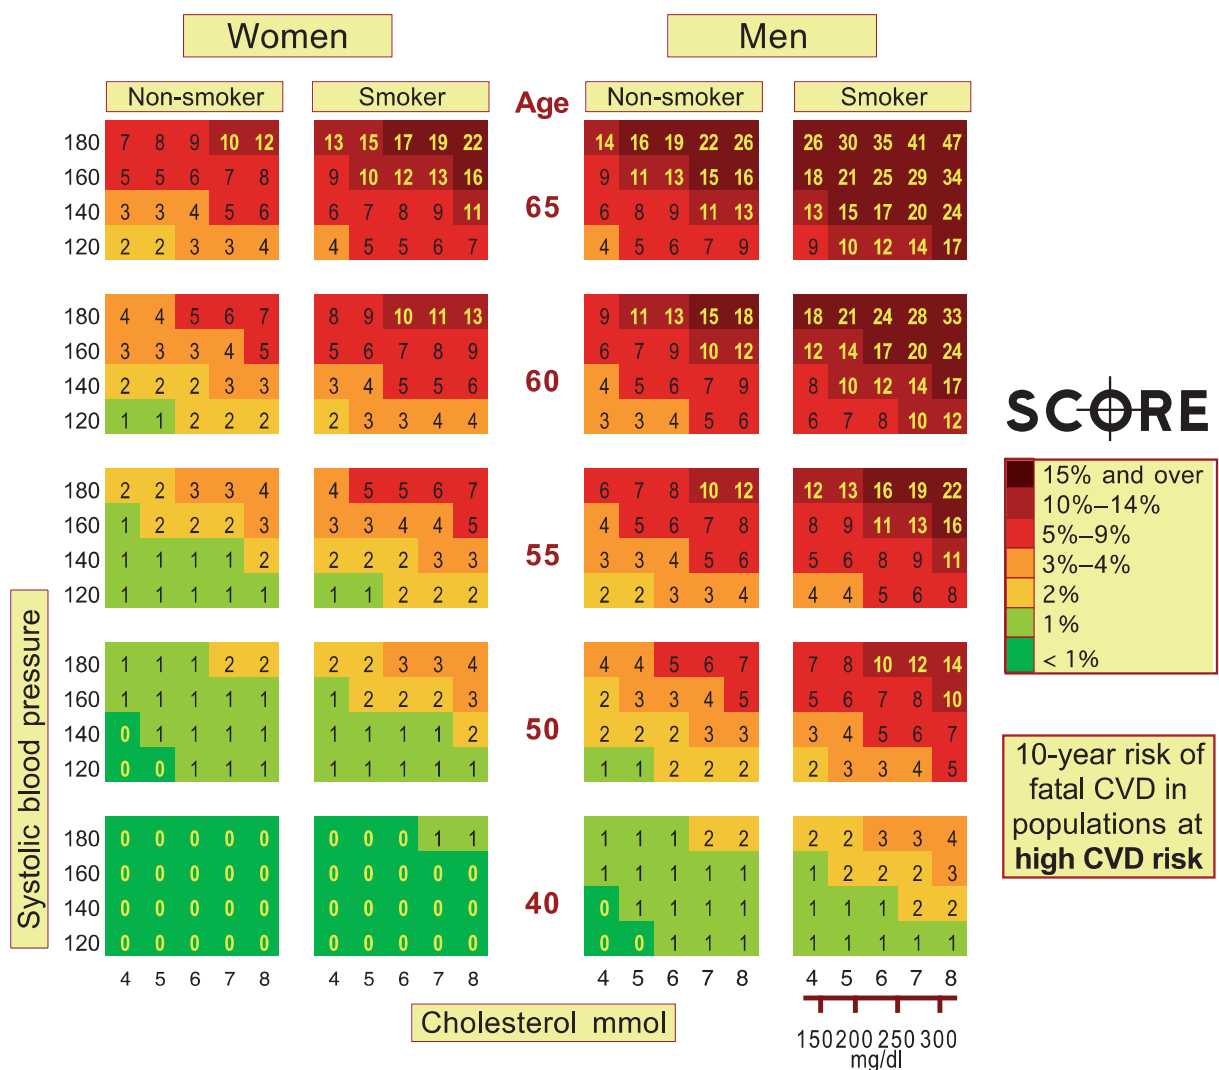 Women Men
Non-smoker Smoker Age Non-smoker Smoker
180 7 8 9 10 12 13 15 17 19 22 14 16 19 22 26 26 30 35 41 47
160 5 5 6 7 8 9 10 12 13 16 9 11 13 15 16 18 21 25 29 34
65
140 3 3 4 5 6 6 7 8 9 11 6 8 9 11 13 13 15 17 20 24
120 2 2 3 3 4 4 5 5 6 7 4 5 6 7 9 9 10 12 14 17
180 4 4 5 6 7 8 9 10 11 13 9 11 13 15 18 18 21 24 28 33
160 3 3 3 4 5 5 6 7 8 9 6 7 9 10 12 12 14 17 20 24
60
140 2 2 2 3 3 3 4 5 5 6 4 5 6 7 9 8 10 12 14 17
120 1 1 2 2 2 2 3 3 4 4 3 3 4 5 6 6 7 8 10 12
180 2 2 3 3 4 4 5 5 6 7 6 7 8 10 12 12 13 16 19 22
160 1 2 2 2 3 3 3 4 4 5 4 5 6 7 8 8 9 11 13 16
55
140 1 1 1 1 2 2 2 2 3 3 3 3 4 5 6 5 6 8 9 11
120 1 1 1 1 1 1 1 2 2 2 2 2 3 3 4 4 4 5 6 8
180 1 1 1 2 2 2 2 3 3 4 4 4 5 6 7 7 8 10 12 14
160 1 1 1 1 1 1 2 2 2 3 2 3 3 4 5 5 6 7 8 10
50
140 0 1 1 1 1 1 1 1 1 2 2 2 2 3 3 3 4 5 6 7
120 0 0 1 1 1 1 1 1 1 1 1 1 2 2 2 2 3 3 4 5
180 0 0 0 0 0 0 0 0 1 1 1 1 1 2 2 2 2 3 3 4
160 0 0 0 0 0 0 0 0 0 0 1 1 1 1 1 1 2 2 2 3
40
140 0 0 0 0 0 0 0 0 0 0 0 1 1 1 1 1 1 1 2 2
120 0 0 0 0 0 0 0 0 0 0 0 0 1 1 1 1 1 1 1 1
4 5 6 7 8 4 5 6 7 8 4 5 6 7 8 4 5 6 7 8
Systolic blood pressure
Cholesterol mmol
150 200 250 300
mg/dl
SCORE
15% and over
10%–14%
5%–9%
3%–4%
2%
1%
< 1%
10-year risk of
fatal CVD in
populations at
high CVD risk